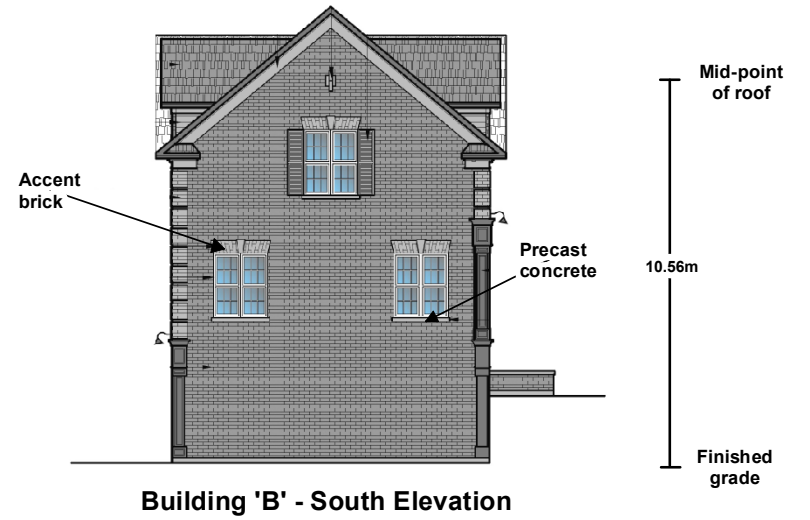 Mid-point
of roof
Accent
brick
Precast
concrete
10.56m
Finished
grade
Building 'B' - South Elevation